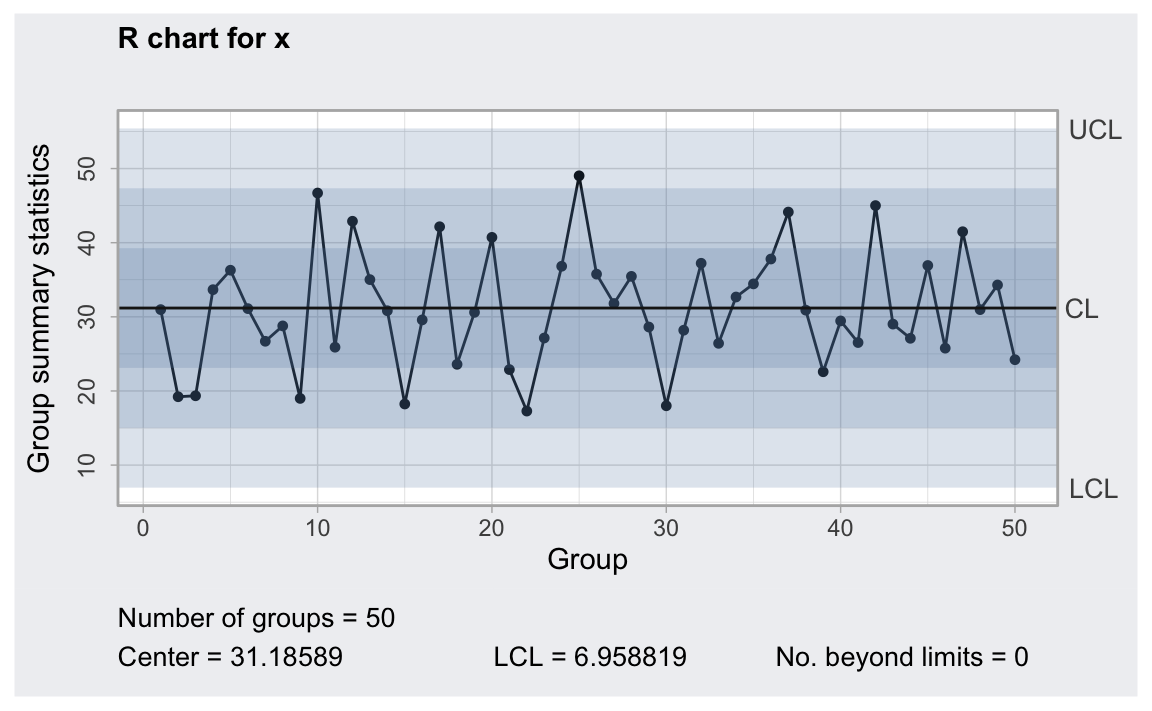 R chart for x
UCL
CL
LCL
Group summary statistics
50
40
30
20
10
0 10 20 30 40 50
Group
Number of groups = 50
Center = 31.18589 LCL = 6.958819 No. beyond limits = 0